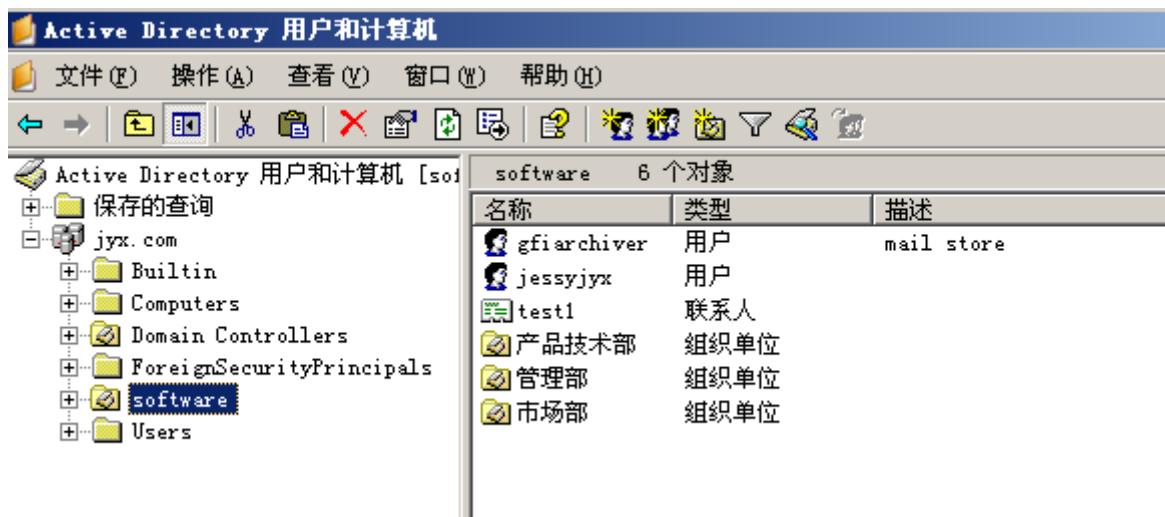 Active Directory 用户和计算机
文件(F) 操作(A) 查看(V) 窗口(W) 帮助(H)
Active Directory 用户和计算机 [sof
保存的查询
jyx.com
Builtin
Computers
Domain Controllers
ForeignSecurityPrincipals
software
Users
software 6 个对象
名称 类型 描述
gfiarchiver 用户 mail store
jessyjyx 用户
test1 联系人
产品技术部 组织单位
管理部 组织单位
市场部 组织单位